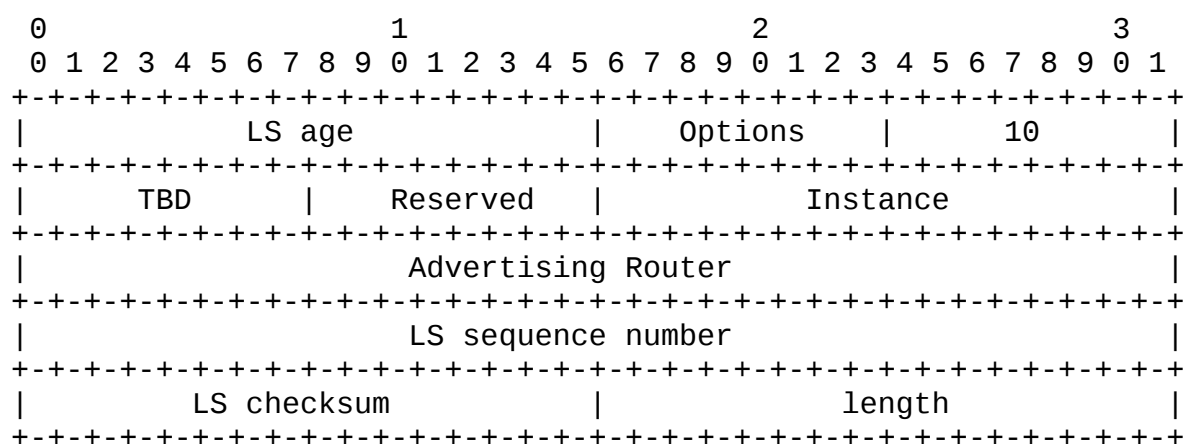 0                   1                   2                   3
 0 1 2 3 4 5 6 7 8 9 0 1 2 3 4 5 6 7 8 9 0 1 2 3 4 5 6 7 8 9 0 1
+-+-+-+-+-+-+-+-+-+-+-+-+-+-+-+-+-+-+-+-+-+-+-+-+-+-+-+-+-+-+-+-+
|            LS age             |    Options    |      10       |
+-+-+-+-+-+-+-+-+-+-+-+-+-+-+-+-+-+-+-+-+-+-+-+-+-+-+-+-+-+-+-+-+
|      TBD      |    Reserved   |           Instance            |
+-+-+-+-+-+-+-+-+-+-+-+-+-+-+-+-+-+-+-+-+-+-+-+-+-+-+-+-+-+-+-+-+
|                     Advertising Router                        |
+-+-+-+-+-+-+-+-+-+-+-+-+-+-+-+-+-+-+-+-+-+-+-+-+-+-+-+-+-+-+-+-+
|                     LS sequence number                        |
+-+-+-+-+-+-+-+-+-+-+-+-+-+-+-+-+-+-+-+-+-+-+-+-+-+-+-+-+-+-+-+-+
|         LS checksum           |             length            |
+-+-+-+-+-+-+-+-+-+-+-+-+-+-+-+-+-+-+-+-+-+-+-+-+-+-+-+-+-+-+-+-+